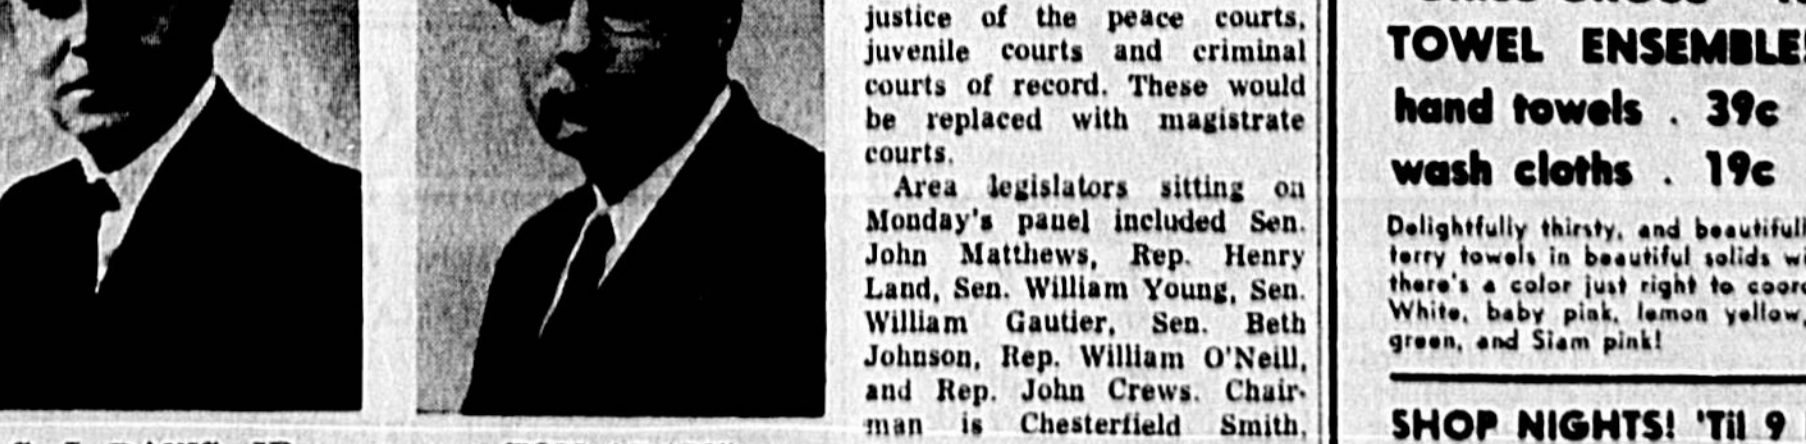 justice of the peace courts,
juvenile courts and criminal
courts of record. These would
be replaced with magistrate
courts.
Area legislators sitting on
Monday's panel included Sen.
John Matthews, Rep. Henry
Land, Sen. William Young, Sen.
William Gautier, Sen. Beth
Johnson, Rep. William O'Neill,
and Rep. John Crews. Chair-
man is Chesterfield Smith,
TOWEL ENSEMBLE
hand towels . 39c
wash cloths . 19c
Delightfully thirsty, and beautifull
terry towels in beautiful solids wi
there's a color just right to coor
White, baby pink, lemon yellow,
green, and Siam pink!
SHOP NIGHTS! 'Til 9